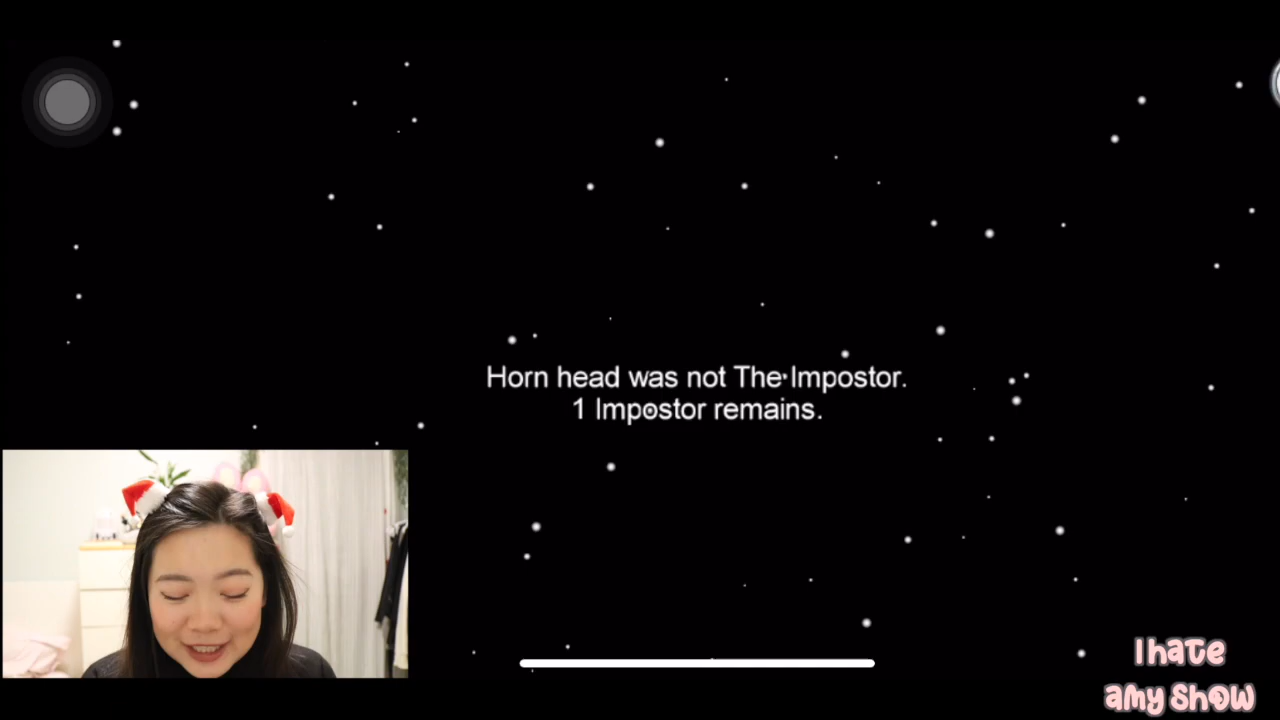 Horn head was not The Impostor.
1 Impostor remains.
I hate
amy show